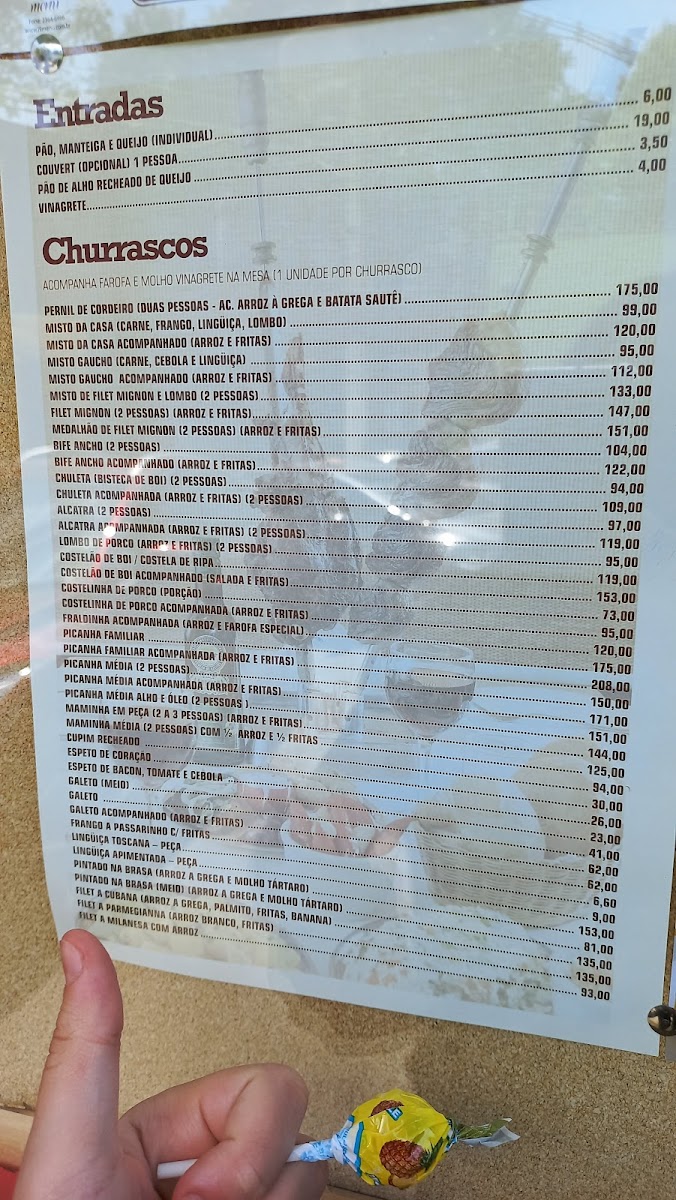 menu
Entradas
PÃO, MANTEIGA E QUEIJO (INDIVIDUAL) 6,00
COUVERT (OPCIONAL) 1 PESSOA 19,00
PÃO DE ALHO RECHEADO DE QUEIJO 3,50
VINAGRETE 4,00
Churrascos
ACOMPANHA FAROFA E MOLHO VINAGRETE NA MESA (1 UNIDADE POR CHURRASCO)
PERNIL DE CORDEIRO (DUAS PESSOAS - AC. ARROZ À GREGA E BATATA SAUTÊ) 175,00
MISTO DA CASA (CARNE, FRANGO, LINGÜIÇA, LOMBO) 99,00
MISTO DA CASA ACOMPANHADO (ARROZ E FRITAS) 120,00
MISTO GAUCHO (CARNE, CEBOLA E LINGÜIÇA) 95,00
MISTO GAUCHO ACOMPANHADO (ARROZ E FRITAS) 112,00
MISTO DE FILET MIGNON E LOMBO (2 PESSOAS) 133,00
FILET MIGNON (2 PESSOAS) (ARROZ E FRITAS) 147,00
MEDALHÃO DE FILET MIGNON (2 PESSOAS) (ARROZ E FRITAS) 151,00
BIFE ANCHO (2 PESSOAS) 104,00
BIFE ANCHO ACOMPANHADO (ARROZ E FRITAS) 122,00
CHULETA (BISTECA DE BOI) (2 PESSOAS) 94,00
CHULETA ACOMPANHADA (ARROZ E FRITAS) (2 PESSOAS) 109,00
ALCATRA (2 PESSOAS) 97,00
ALCATRA ACOMPANHADA (ARROZ E FRITAS) (2 PESSOAS) 119,00
LOMBO DE PORCO (ARROZ E FRITAS) (2 PESSOAS) 95,00
COSTELÃO DE BOI / COSTELA DE RIPA 119,00
COSTELÃO DE BOI ACOMPANHADO (SALADA E FRITAS) 153,00
COSTELINHA DE PORCO (PORÇÃO) 73,00
COSTELINHA DE PORCO ACOMPANHADA (ARROZ E FRITAS) 95,00
FRALDINHA ACOMPANHADA (ARROZ E FAROFA ESPECIAL) 120,00
PICANHA FAMILIAR 175,00
PICANHA FAMILIAR ACOMPANHADA (ARROZ E FRITAS) 208,00
PICANHA MÉDIA (2 PESSOAS) 150,00
PICANHA MÉDIA ACOMPANHADA (ARROZ E FRITAS) 171,00
PICANHA MÉDIA ALHO E ÓLEO (2 PESSOAS ) 151,00
MAMINHA EM PEÇA (2 A 3 PESSOAS) (ARROZ E FRITAS) 144,00
MAMINHA MÉDIA (2 PESSOAS) COM ½ ARROZ E ½ FRITAS 125,00
CUPIM RECHEADO 94,00
ESPETO DE CORAÇÃO 30,00
ESPETO DE BACON, TOMATE E CEBOLA 26,00
GALETO (MEIO) 23,00
GALETO 41,00
GALETO ACOMPANHADO (ARROZ E FRITAS) 62,00
FRANGO A PASSARINHO C/ FRITAS 62,00
LINGÜIÇA TOSCANA – PEÇA 6,60
LINGÜIÇA APIMENTADA – PEÇA 9,00
PINTADO NA BRASA (ARROZ A GREGA E MOLHO TÁRTARO) 153,00
PINTADO NA BRASA (MEIO) (ARROZ A GREGA E MOLHO TÁRTARO) 81,00
FILET A CUBANA (ARROZ A GREGA, PALMITO, FRITAS, BANANA) 135,00
FILET A PARMEGIANNA (ARROZ BRANCO, FRITAS) 135,00
FILET A MILANESA COM ARROZ 93,00